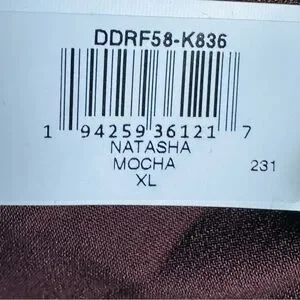 DDRF58-K836
1 94259 36121 7
NATASHA
MOCHA
XL 231